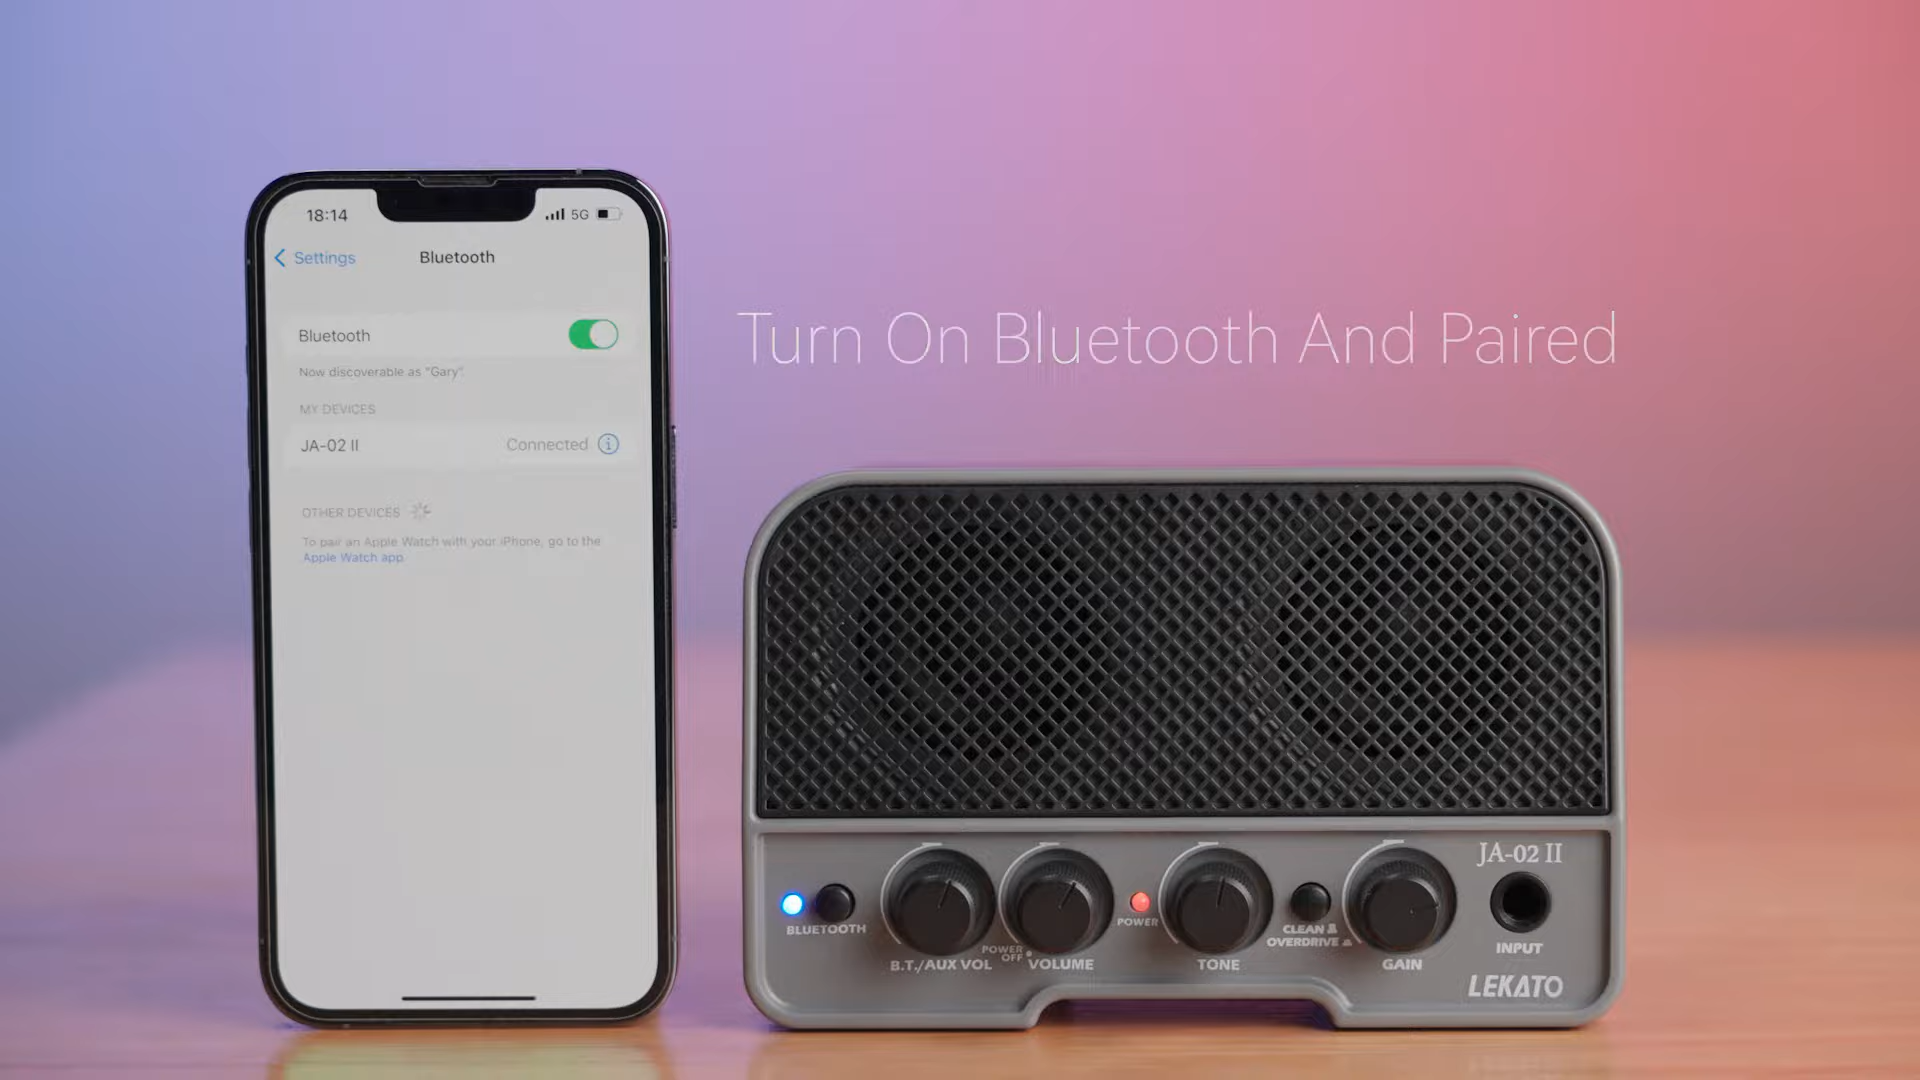 18:14
5G
Settings
Bluetooth
Bluetooth
Now discoverable as "Gary".
MY DEVICES
JA-02 II
Connected
OTHER DEVICES
To pair an Apple Watch with your iPhone, go to the
Apple Watch app.
Turn On Bluetooth And Paired
JA-02 II
BLUETOOTH
B.T./AUX VOL
POWER
OFF
VOLUME
POWER
TONE
CLEAN
OVERDRIVE
GAIN
INPUT
LEKATO